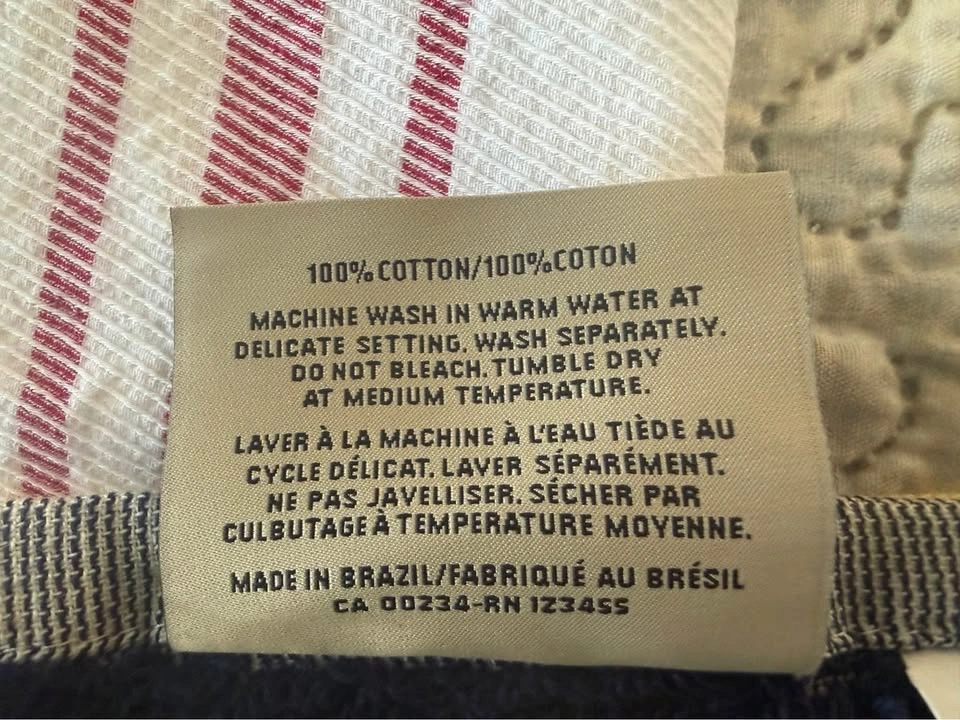 100% COTTON/100%COTON
MACHINE WASH IN WARM WATER AT
DELICATE SETTING. WASH SEPARATELY.
DO NOT BLEACH. TUMBLE DRY
AT MEDIUM TEMPERATURE.
LAVER À LA MACHINE À L'EAU TIÈDE AU
CYCLE DÉLICAT. LAVER SÉPARÉMENT.
NE PAS JAVELLISER. SÉCHER PAR
CULBUTAGE À TEMPERATURE MOYENNE.
MADE IN BRAZIL/FABRIQUÉ AU BRÉSIL
CA 00234-RN 123455